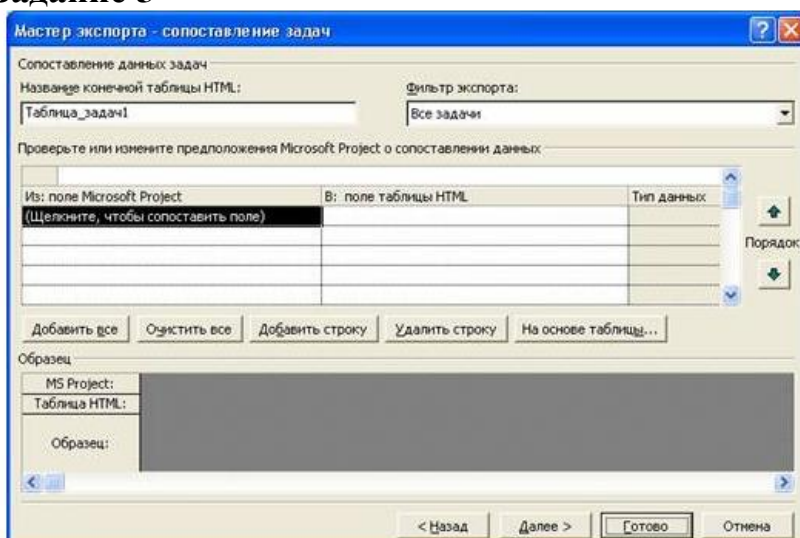 Мастер экспорта - сопоставление задач
Сопоставление данных задач
Название конечной таблицы HTML:
Фильтр экспорта:
Таблица_задач1
Все задачи
Проверьте или измените предположения Microsoft Project о сопоставлении данных
Из: поле Microsoft Project
В: поле таблицы HTML
Тип данных
(Щелкните, чтобы сопоставить поле)
Порядок
Добавить все
Очистить все
Добавить строку
Удалить строку
На основе таблицы...
Образец
MS Project:
Таблица HTML:
Образец:
< Назад
Далее >
Готово
Отмена